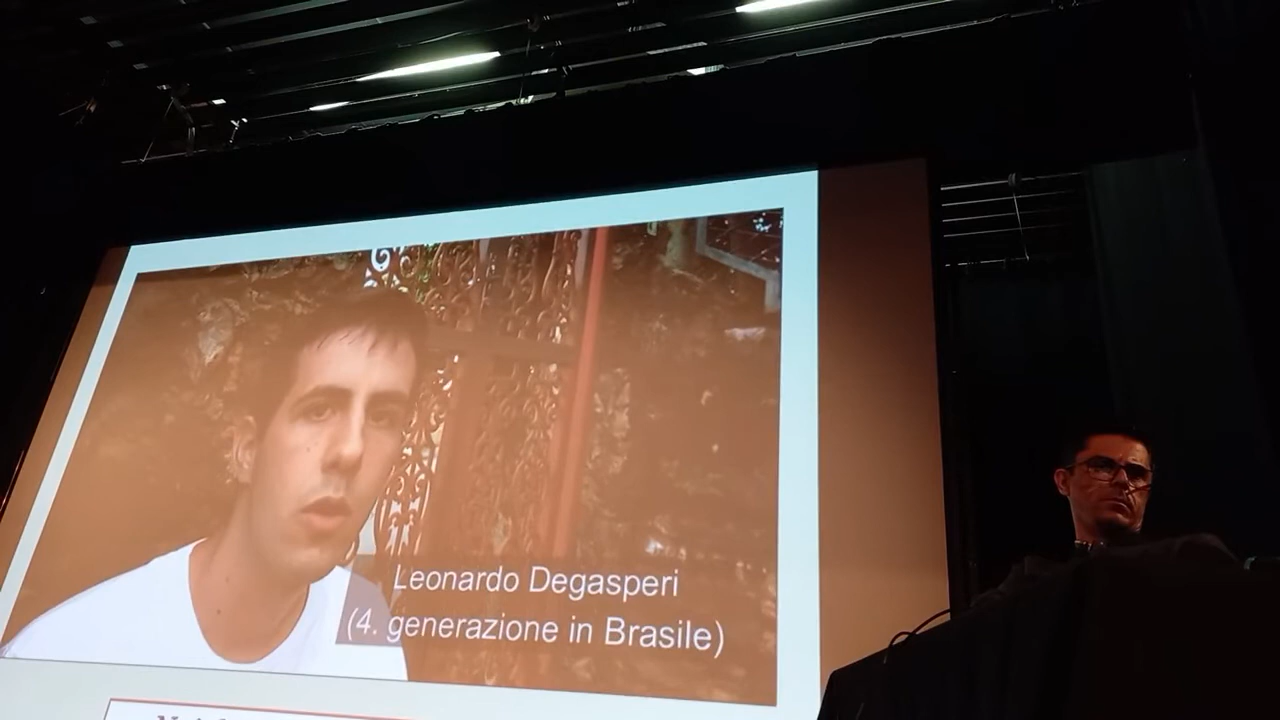 Leonardo Degasperi
(4. generazione in Brasile)